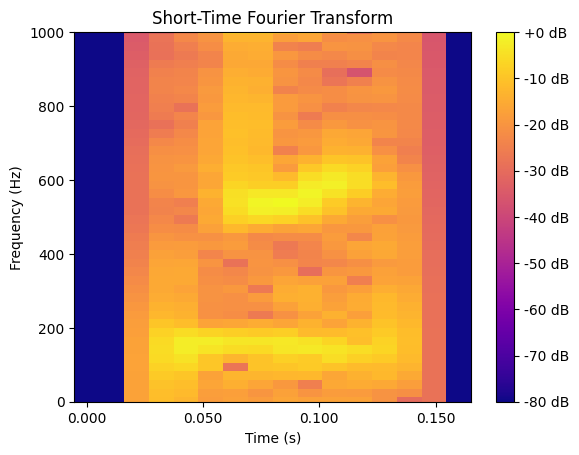 Short-Time Fourier Transform
Frequency (Hz)
1000
800
600
400
200
0
0.000
0.050
0.100
0.150
Time (s)
+0 dB
-10 dB
-20 dB
-30 dB
-40 dB
-50 dB
-60 dB
-70 dB
-80 dB